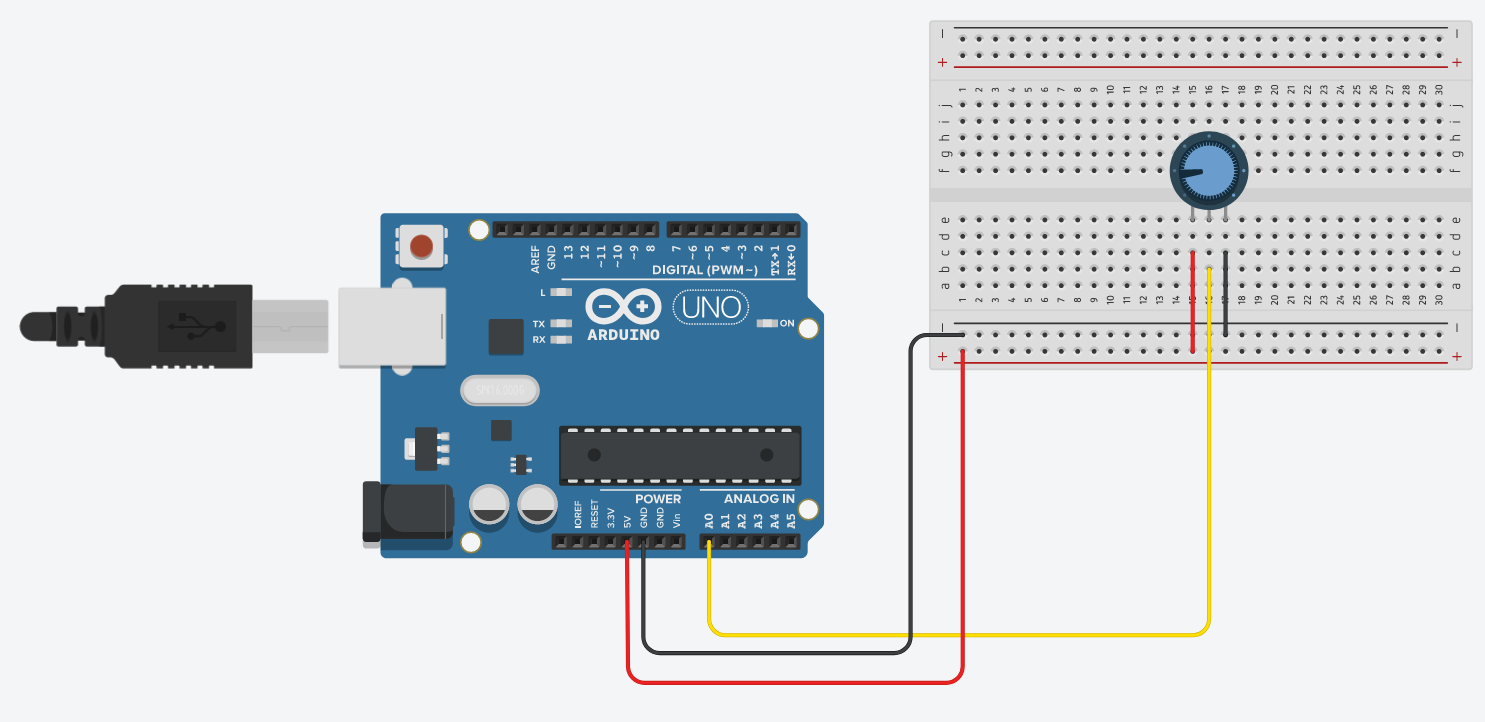 − −
+ +
1 2 3 4 5 6 7 8 9 10 11 12 13 14 15 16 17 18 19 20 21 22 23 24 25 26 27 28 29 30
j j
i i
h h
g g
f f
e e
d d
c c
b b
a a
1 2 3 4 5 6 7 8 9 10 11 12 13 14 15 16 17 18 19 20 21 22 23 24 25 26 27 28 29 30
− −
+ +
AREF GND 13 12 ~11 ~10 ~9 8 7 ~6 ~5 4 ~3 2 TX→1 RX←0
DIGITAL (PWM~)
L
− + UNO
TX
ARDUINO
RX
ON
POWER ANALOG IN
IOREF RESET 3.3V 5V GND GND Vin A0 A1 A2 A3 A4 A5